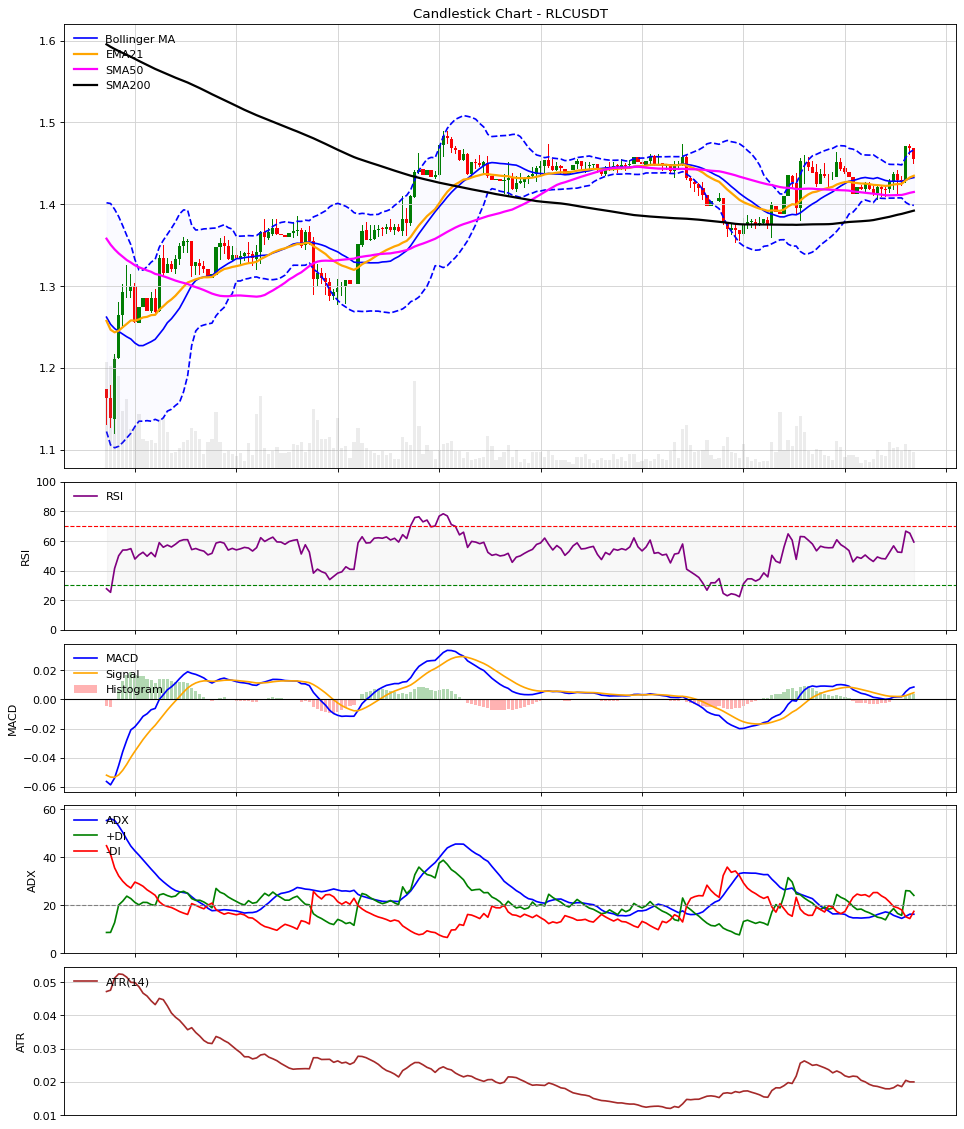 Candlestick Chart - RLCUSDT
Bollinger MA
EMA21
SMA50
SMA200
1.6
1.5
1.4
1.3
1.2
1.1
RSI
RSI
100
80
60
40
20
0
MACD
Signal
Histogram
MACD
0.02
0.00
−0.02
−0.04
−0.06
ADX
+DI
-DI
ADX
60
40
20
0
ATR(14)
ATR
0.05
0.04
0.03
0.02
0.01